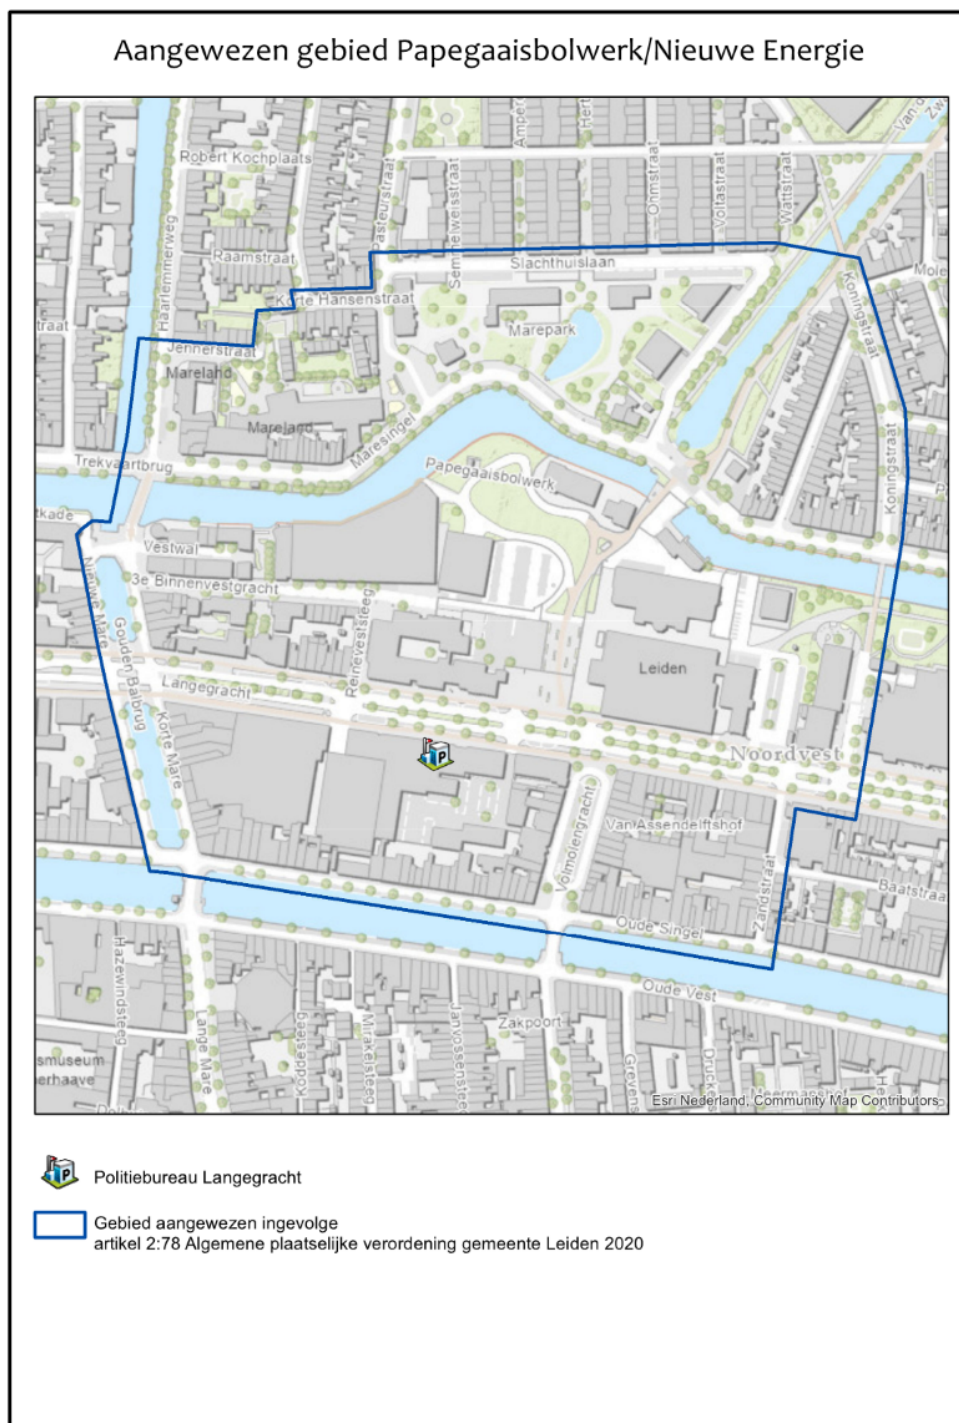 Aangewezen gebied Papegaaisbolwerk/Nieuwe Energie
Robert Kochplaats
Haarlemmerweg
Raamstraat
Pasteurstraat
Semmelweisstraat
Ohmstraat
Voltastraat
Wattstraat
Slachthuislaan
Korte Hansenstraat
Marepark
Koningstraat
Jennerstraat
Mareland
Mareland
Maresingel
Koningstraat
Trekvaartbrug
Papegaaisbolwerk
Vestwal
3e Binnenvestgracht
Nieuwe Mare
Gouden Balbrug
Reineveststeeg
Langegracht
Korte Mare
Leiden
Noordvest
Volmolengracht
Van Assendelftshof
Zandstraat
Baatstraa
Oude Singel
Oude Vest
Hazewindsteeg
Lange Mare
Koddesteeg
Mirakelsteeg
Janvossensteeg
Zakpoort
Esri Nederland, Community Map Contributors
Politiebureau Langegracht
Gebied aangewezen ingevolge
artikel 2:78 Algemene plaatselijke verordening gemeente Leiden 2020